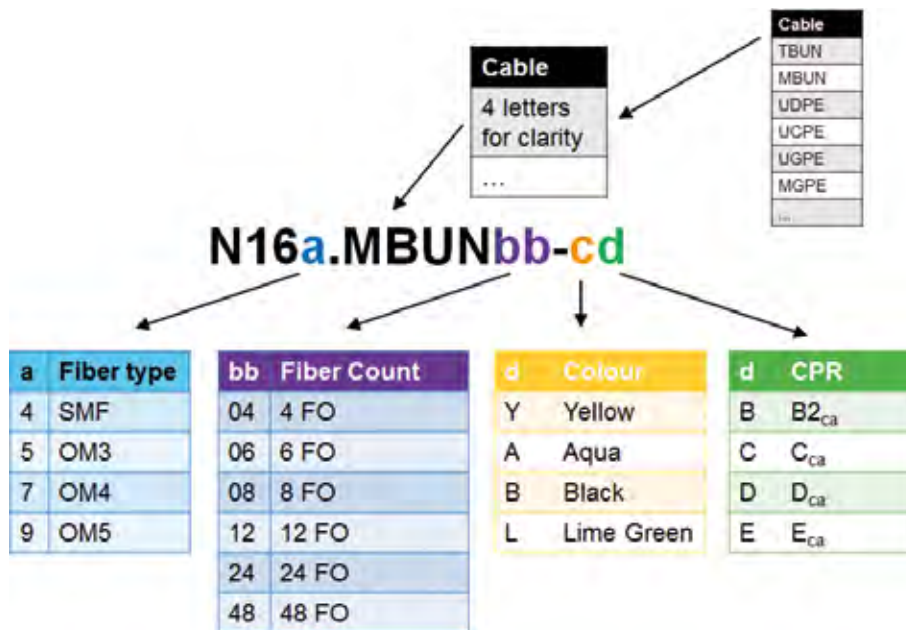 Cable
TBUN
MBUN
UDPE
UCPE
UGPE
MGPE
...
Cable
4 letters
for clarity
...
N16a.MBUNbb-cd
a Fiber type
4 SMF
5 OM3
7 OM4
9 OM5
bb Fiber Count
04 4 FO
06 6 FO
08 8 FO
12 12 FO
24 24 FO
48 48 FO
d Colour
Y Yellow
A Aqua
B Black
L Lime Green
d CPR
B B2ca
C Cca
D Dca
E Eca